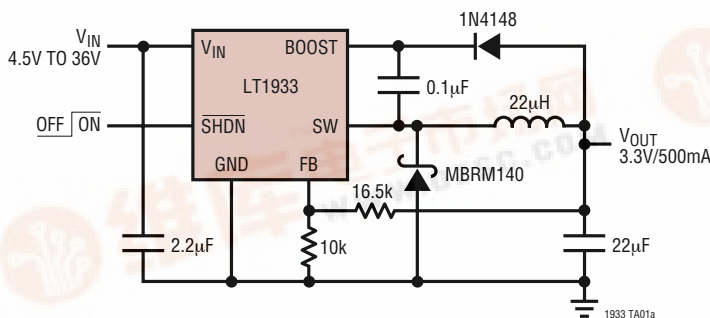 1N4148
VIN
4.5V TO 36V
VIN
BOOST
LT1933
0.1µF
22µH
OFF ON
SHDN
SW
VOUT
3.3V/500mA
GND
FB
MBRM140
16.5k
2.2µF
10k
22µF
1933 TA01a